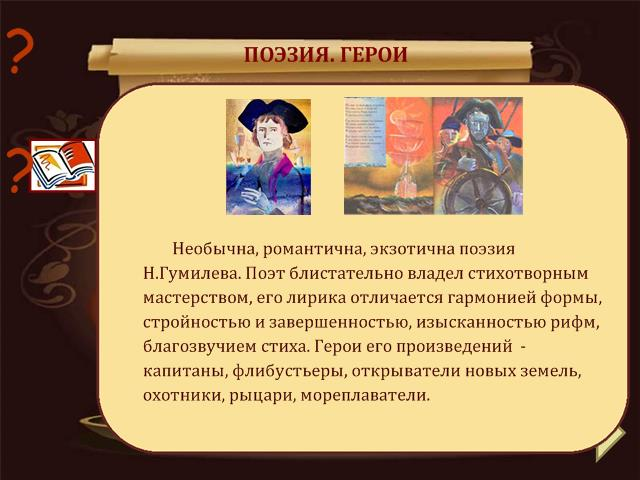 ПОЭЗИЯ. ГЕРОИ
?
?
Необычна, романтична, экзотична поэзия
Н.Гумилева. Поэт блистательно владел стихотворным
мастерством, его лирика отличается гармонией формы,
стройностью и завершенностью, изысканностью рифм,
благозвучием стиха. Герои его произведений -
капитаны, флибустьеры, открыватели новых земель,
охотники, рыцари, мореплаватели.